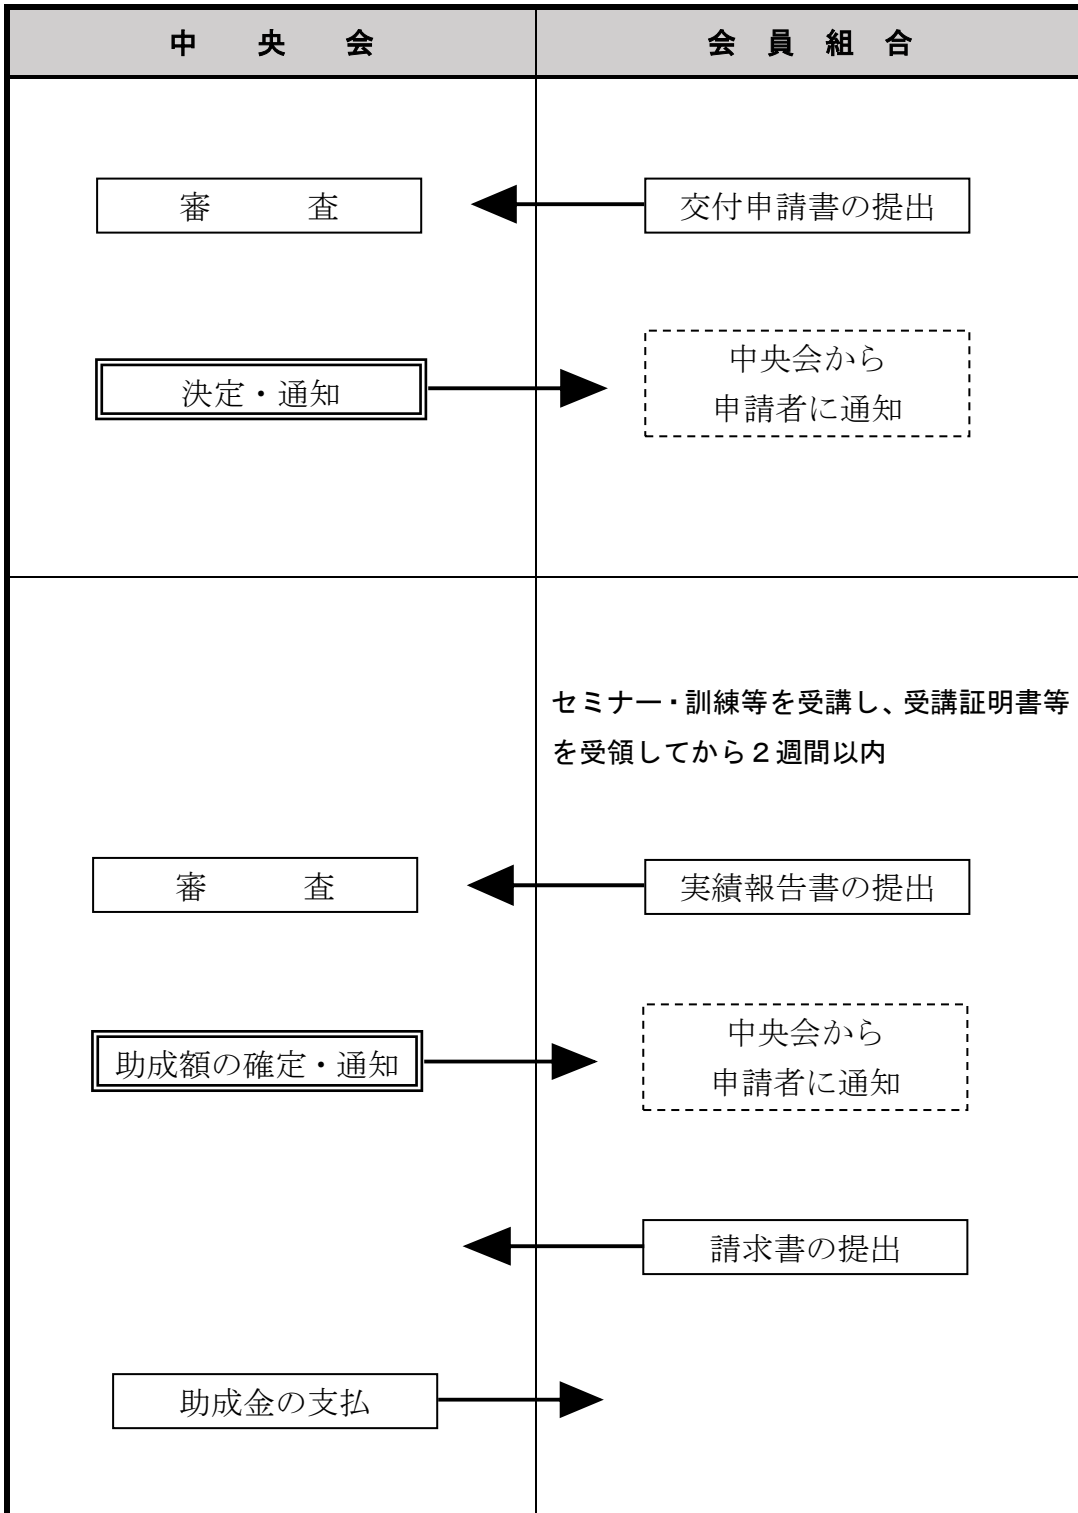 中 央 会
会 員 組 合
審 査
交付申請書の提出
決定・通知
中央会から
申請者に通知
セミナー・訓練等を受講し、受講証明書等
を受領してから２週間以内
審 査
実績報告書の提出
助成額の確定・通知
中央会から
申請者に通知
請求書の提出
助成金の支払